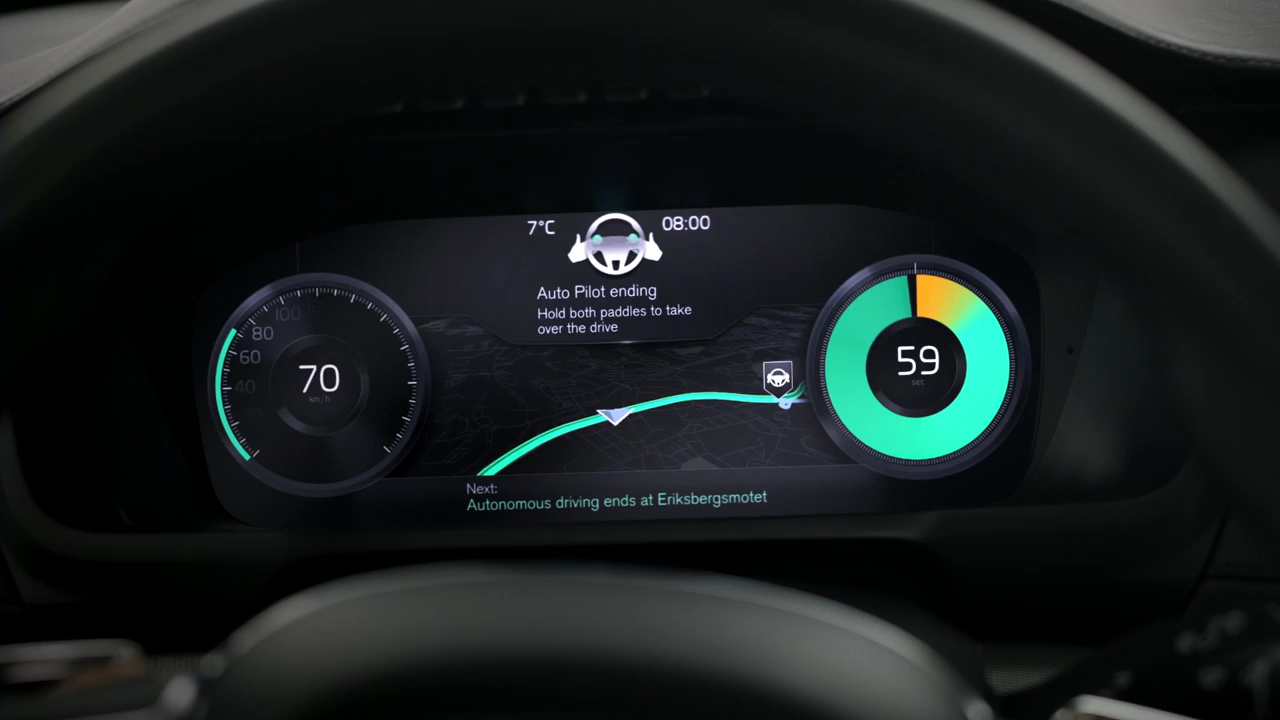 7°C
08:00
Auto Pilot ending
Hold both paddles to take
over the drive
100
80
60
40
20
70
km/h
59
sec
Next:
Autonomous driving ends at Eriksbergsmotet